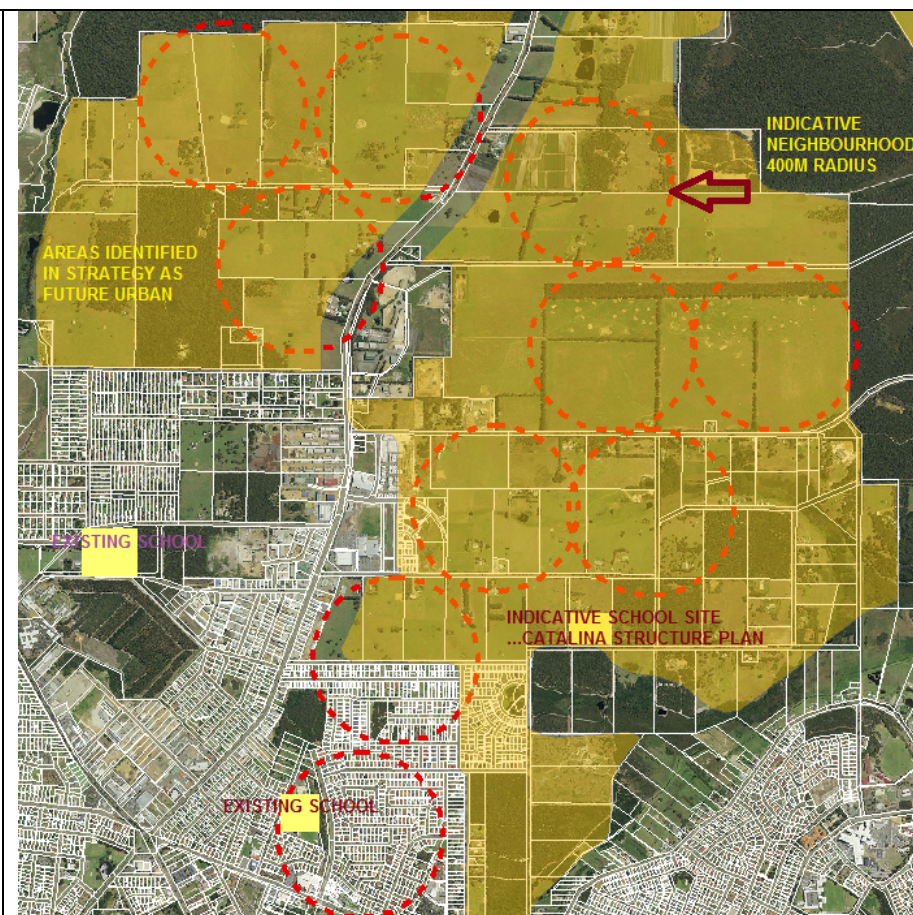 INDICATIVE
NEIGHBOURHOOD
400M RADIUS
AREAS IDENTIFIED
IN STRATEGY AS
FUTURE URBAN
EXISTING SCHOOL
INDICATIVE SCHOOL SITE
...CATALINA STRUCTURE PLAN
EXISTING SCHOOL